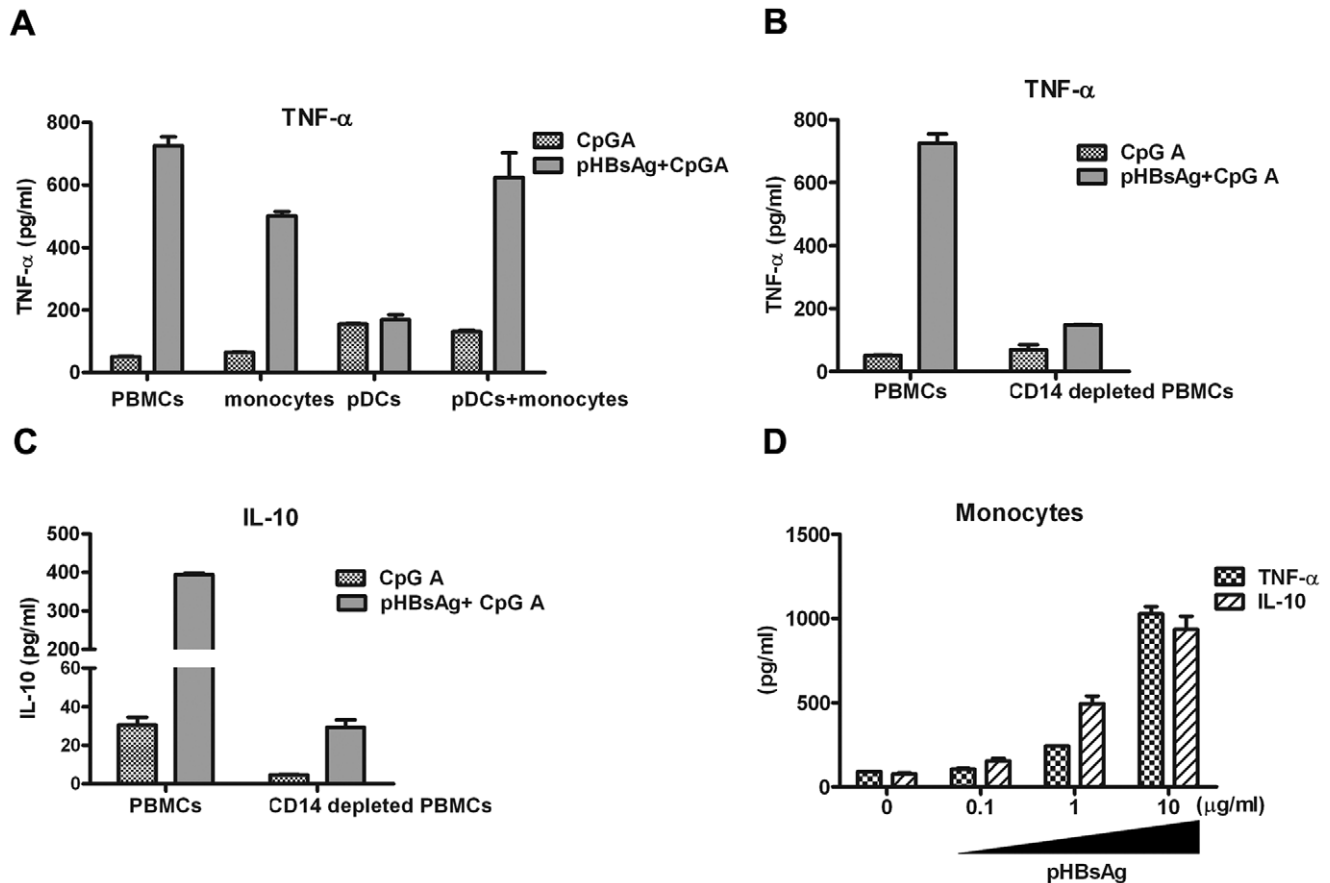 A
TNF-α
TNF-α (pg/ml)
800
600
400
200
0
CpGA
pHBsAg+CpGA
PBMCs monocytes pDCs pDCs+monocytes
B
TNF-α
TNF-α (pg/ml)
800
600
400
200
0
CpG A
pHBsAg+CpG A
PBMCs CD14 depleted PBMCs
C
IL-10
IL-10 (pg/ml)
500
400
300
200
60
40
20
0
CpG A
pHBsAg+ CpG A
PBMCs CD14 depleted PBMCs
D
Monocytes
(pg/ml)
1500
1000
500
0
TNF-α
IL-10
0 0.1 1 10 (μg/ml)
pHBsAg